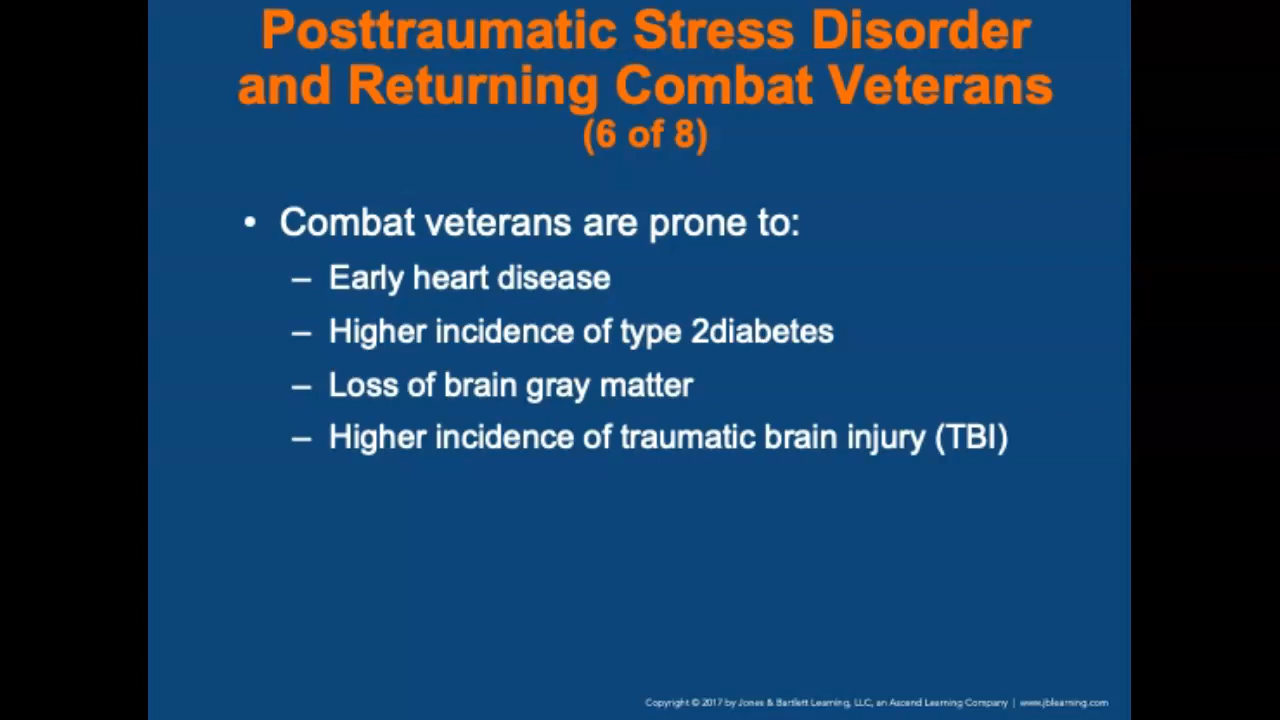 Posttraumatic Stress Disorder
and Returning Combat Veterans
(6 of 8)
• Combat veterans are prone to:
– Early heart disease
– Higher incidence of type 2diabetes
– Loss of brain gray matter
– Higher incidence of traumatic brain injury (TBI)
Copyright © 2017 by Jones & Bartlett Learning, LLC, an Ascend Learning Company | www.jblearning.com